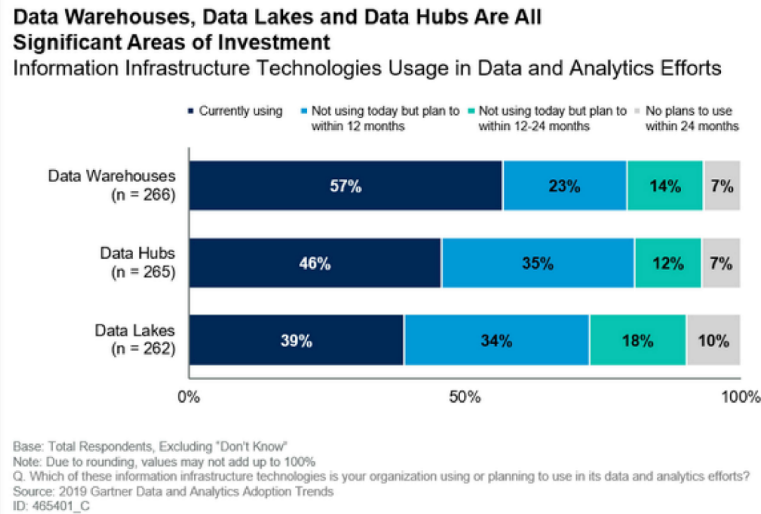 Data Warehouses, Data Lakes and Data Hubs Are All
Significant Areas of Investment
Information Infrastructure Technologies Usage in Data and Analytics Efforts
Currently using
Not using today but plan to
within 12 months
Not using today but plan to
within 12-24 months
No plans to use
within 24 months
Data Warehouses
(n = 266)
57% 23% 14% 7%
Data Hubs
(n = 265)
46% 35% 12% 7%
Data Lakes
(n = 262)
39% 34% 18% 10%
0% 50% 100%
Base: Total Respondents, Excluding "Don't Know"
Note: Due to rounding, values may not add up to 100%
Q. Which of these information infrastructure technologies is your organization using or planning to use in its data and analytics efforts?
Source: 2019 Gartner Data and Analytics Adoption Trends
ID: 465401_C